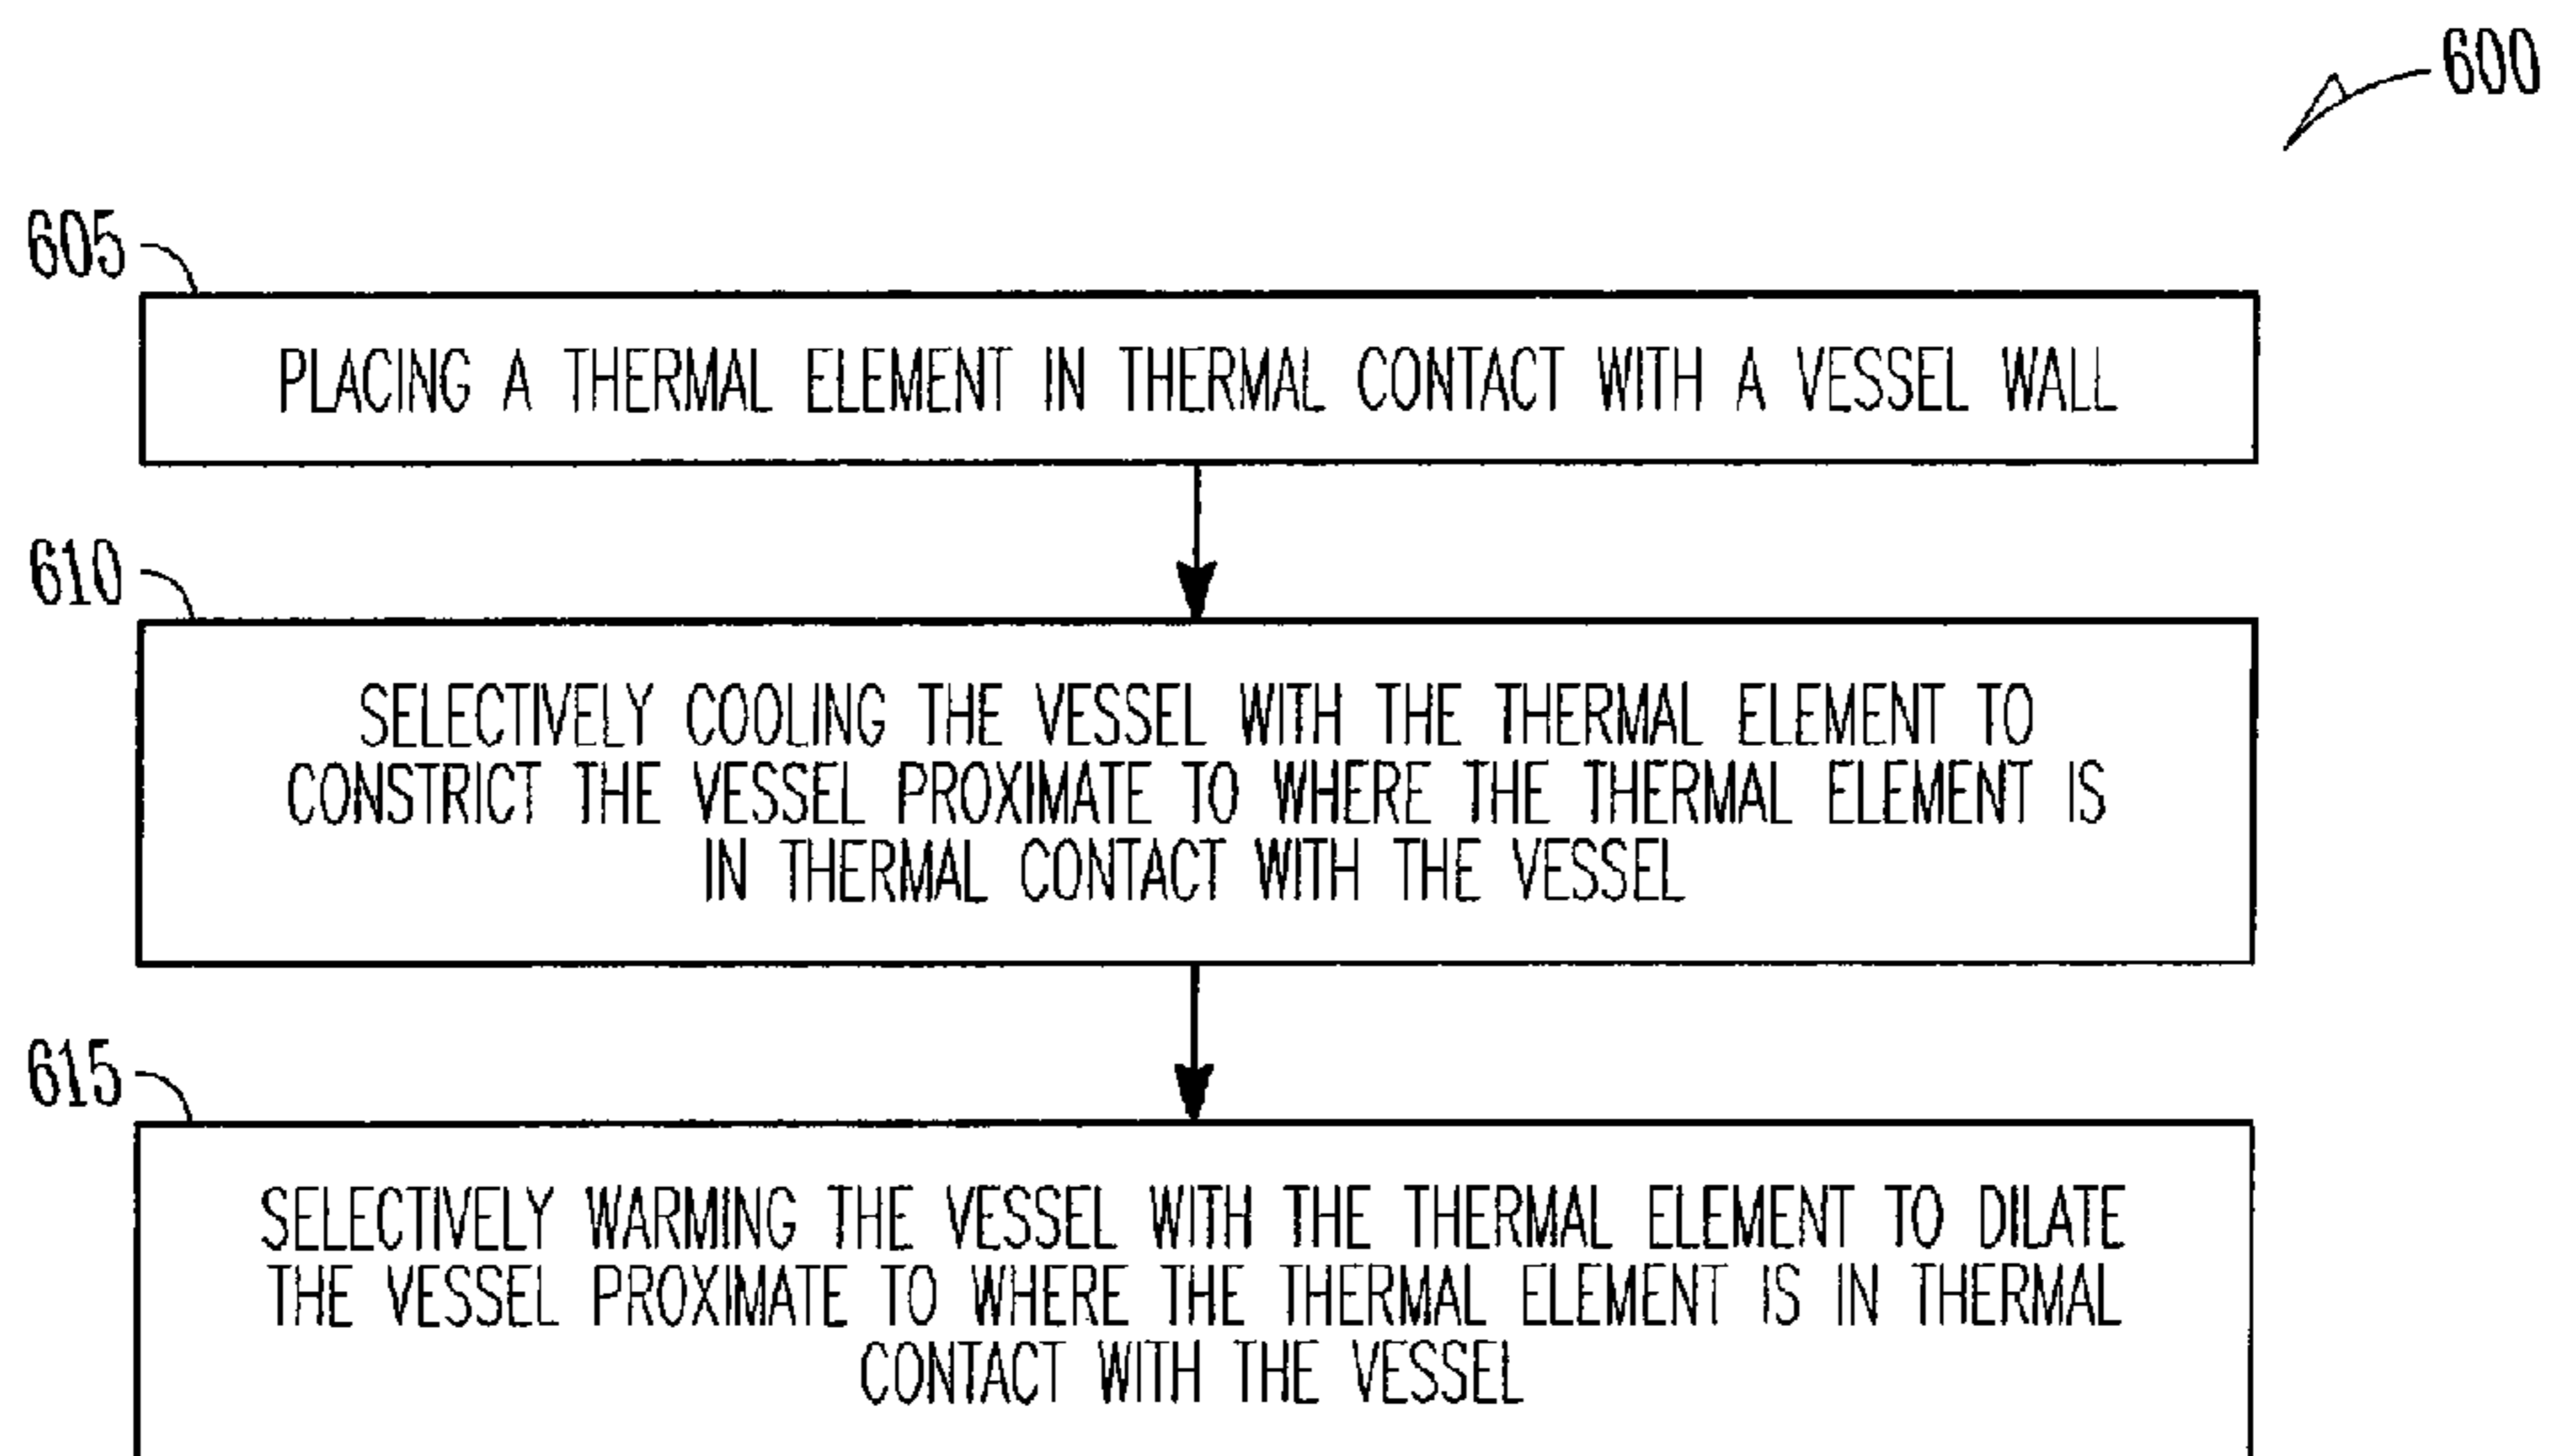 600
605
PLACING A THERMAL ELEMENT IN THERMAL CONTACT WITH A VESSEL WALL
610
SELECTIVELY COOLING THE VESSEL WITH THE THERMAL ELEMENT TO
CONSTRICT THE VESSEL PROXIMATE TO WHERE THE THERMAL ELEMENT IS
IN THERMAL CONTACT WITH THE VESSEL
615
SELECTIVELY WARMING THE VESSEL WITH THE THERMAL ELEMENT TO DILATE
THE VESSEL PROXIMATE TO WHERE THE THERMAL ELEMENT IS IN THERMAL
CONTACT WITH THE VESSEL